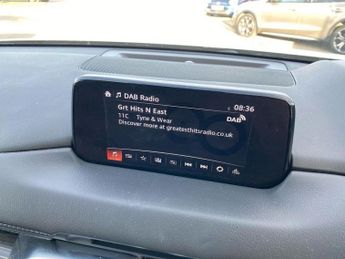 DAB Radio
08:36
Grt Hits N East
DAB
11C Tyne & Wear
Discover more at greatesthitsradio.co.uk